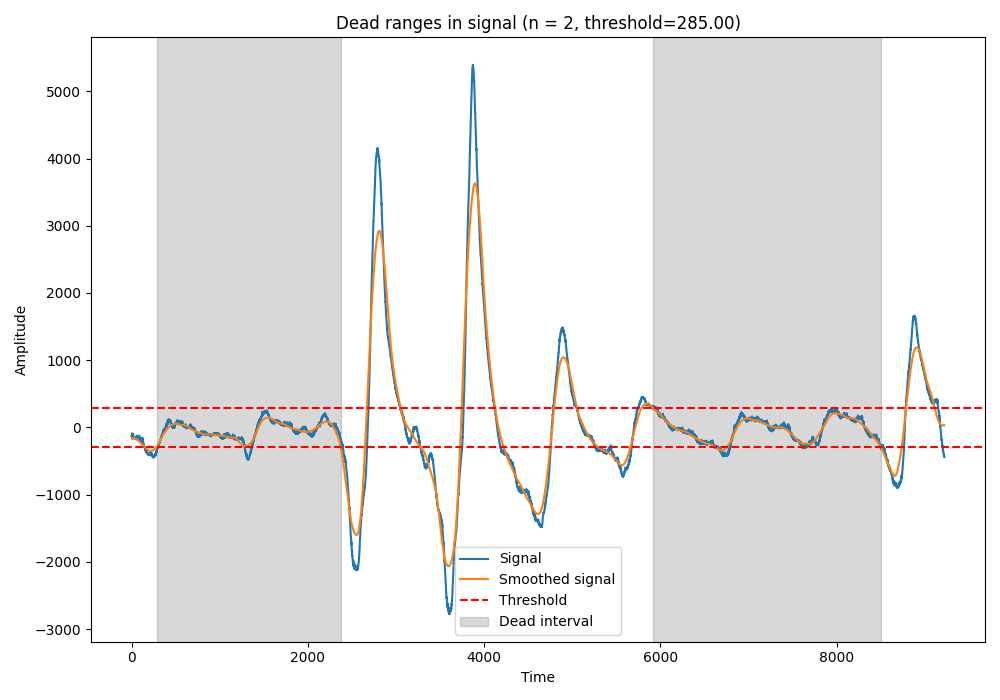 Dead ranges in signal (n = 2, threshold=285.00)
Amplitude
5000
4000
3000
2000
1000
0
−1000
−2000
−3000
0 2000 4000 6000 8000
Time
Signal
Smoothed signal
Threshold
Dead interval